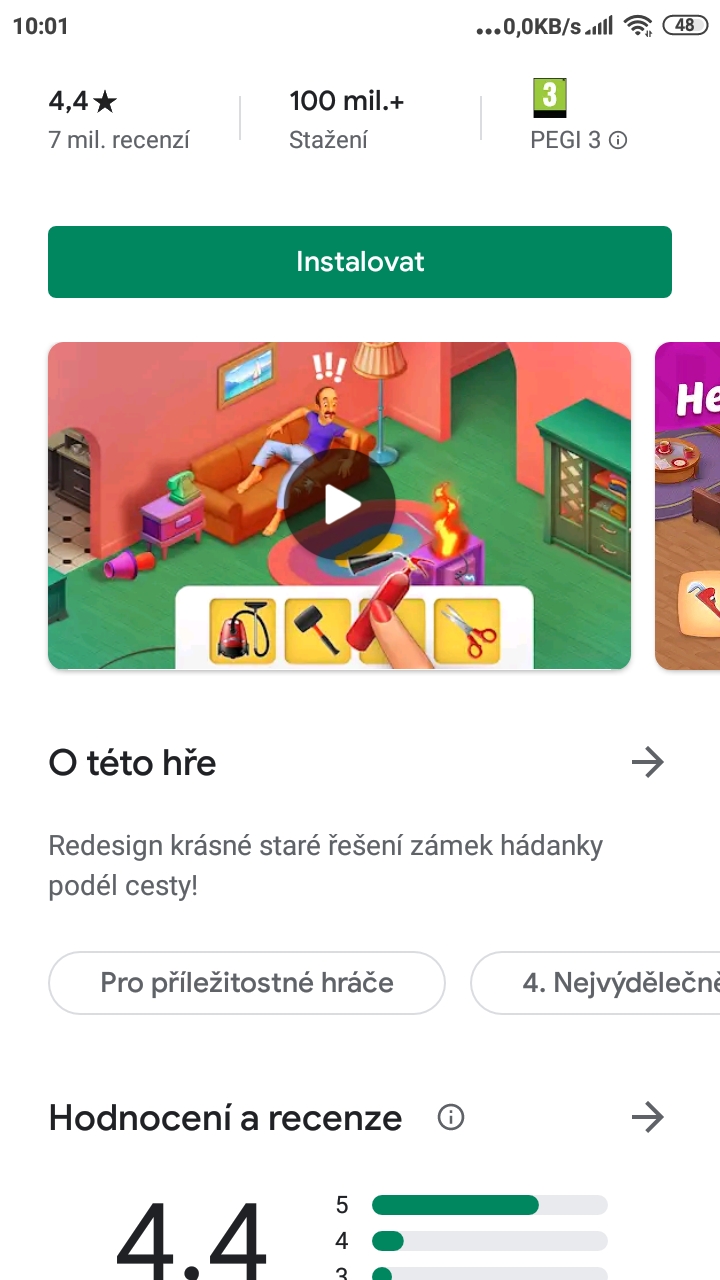 10:01 ...0,0KB/s 48
4,4★ 100 mil.+ 3
7 mil. recenzí Stažení PEGI 3
Instalovat
!!!
He
O této hře
Redesign krásné staré řešení zámek hádanky
podél cesty!
Pro příležitostné hráče 4. Nejvýdělečně
Hodnocení a recenze
4.4
5
4
3